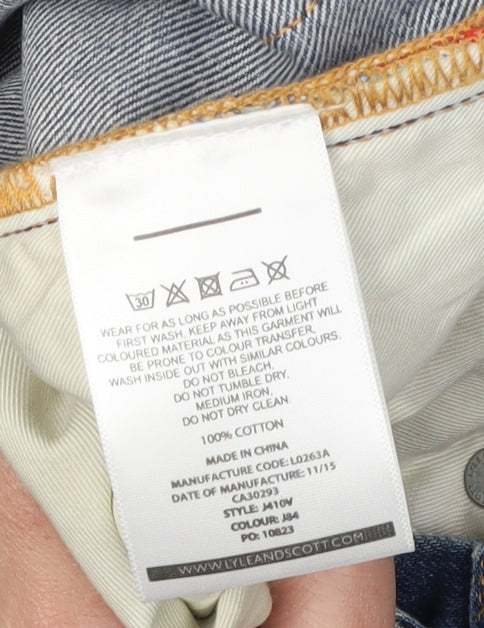 30
WEAR FOR AS LONG AS POSSIBLE BEFORE
FIRST WASH, KEEP AWAY FROM LIGHT
COLOURED MATERIAL AS THIS GARMENT WILL
BE PRONE TO COLOUR TRANSFER.
WASH INSIDE OUT WITH SIMILAR COLOURS.
DO NOT BLEACH.
DO NOT TUMBLE DRY.
MEDIUM IRON.
DO NOT DRY CLEAN
100% COTTON
MADE IN CHINA
MANUFACTURE CODE: L0263A
DATE OF MANUFACTURE: 11/15
CA30293
STYLE: J410V
COLOUR: J84
PO: 10823
WWW.LYLEANDSCOTT.COM